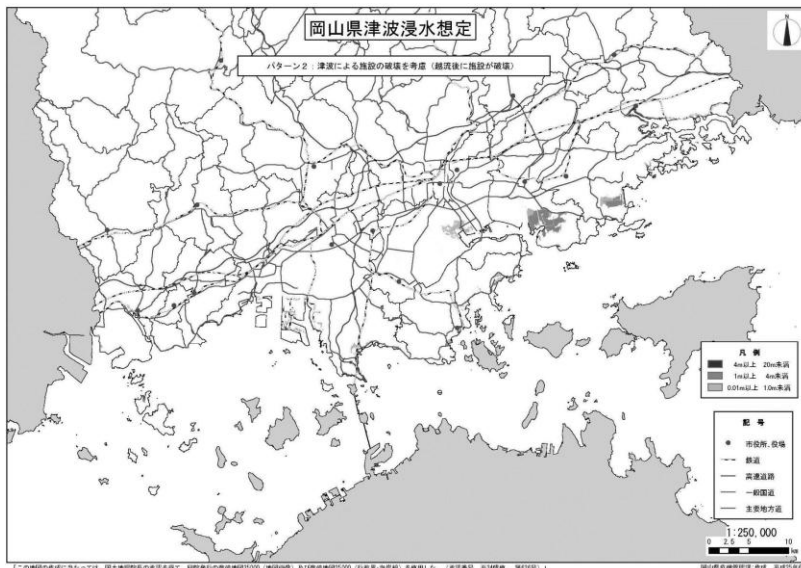 岡山県津波浸水想定
パターン2：津波による施設の破壊を考慮（越流後に施設が破壊）
凡 例
4m以上 20m未満
1m以上 4m未満
0.01m以上 1.0m未満
記 号
市役所、役場
鉄道
高速道路
一般国道
主要地方道
1:250,000
0 2.5 5 10
km